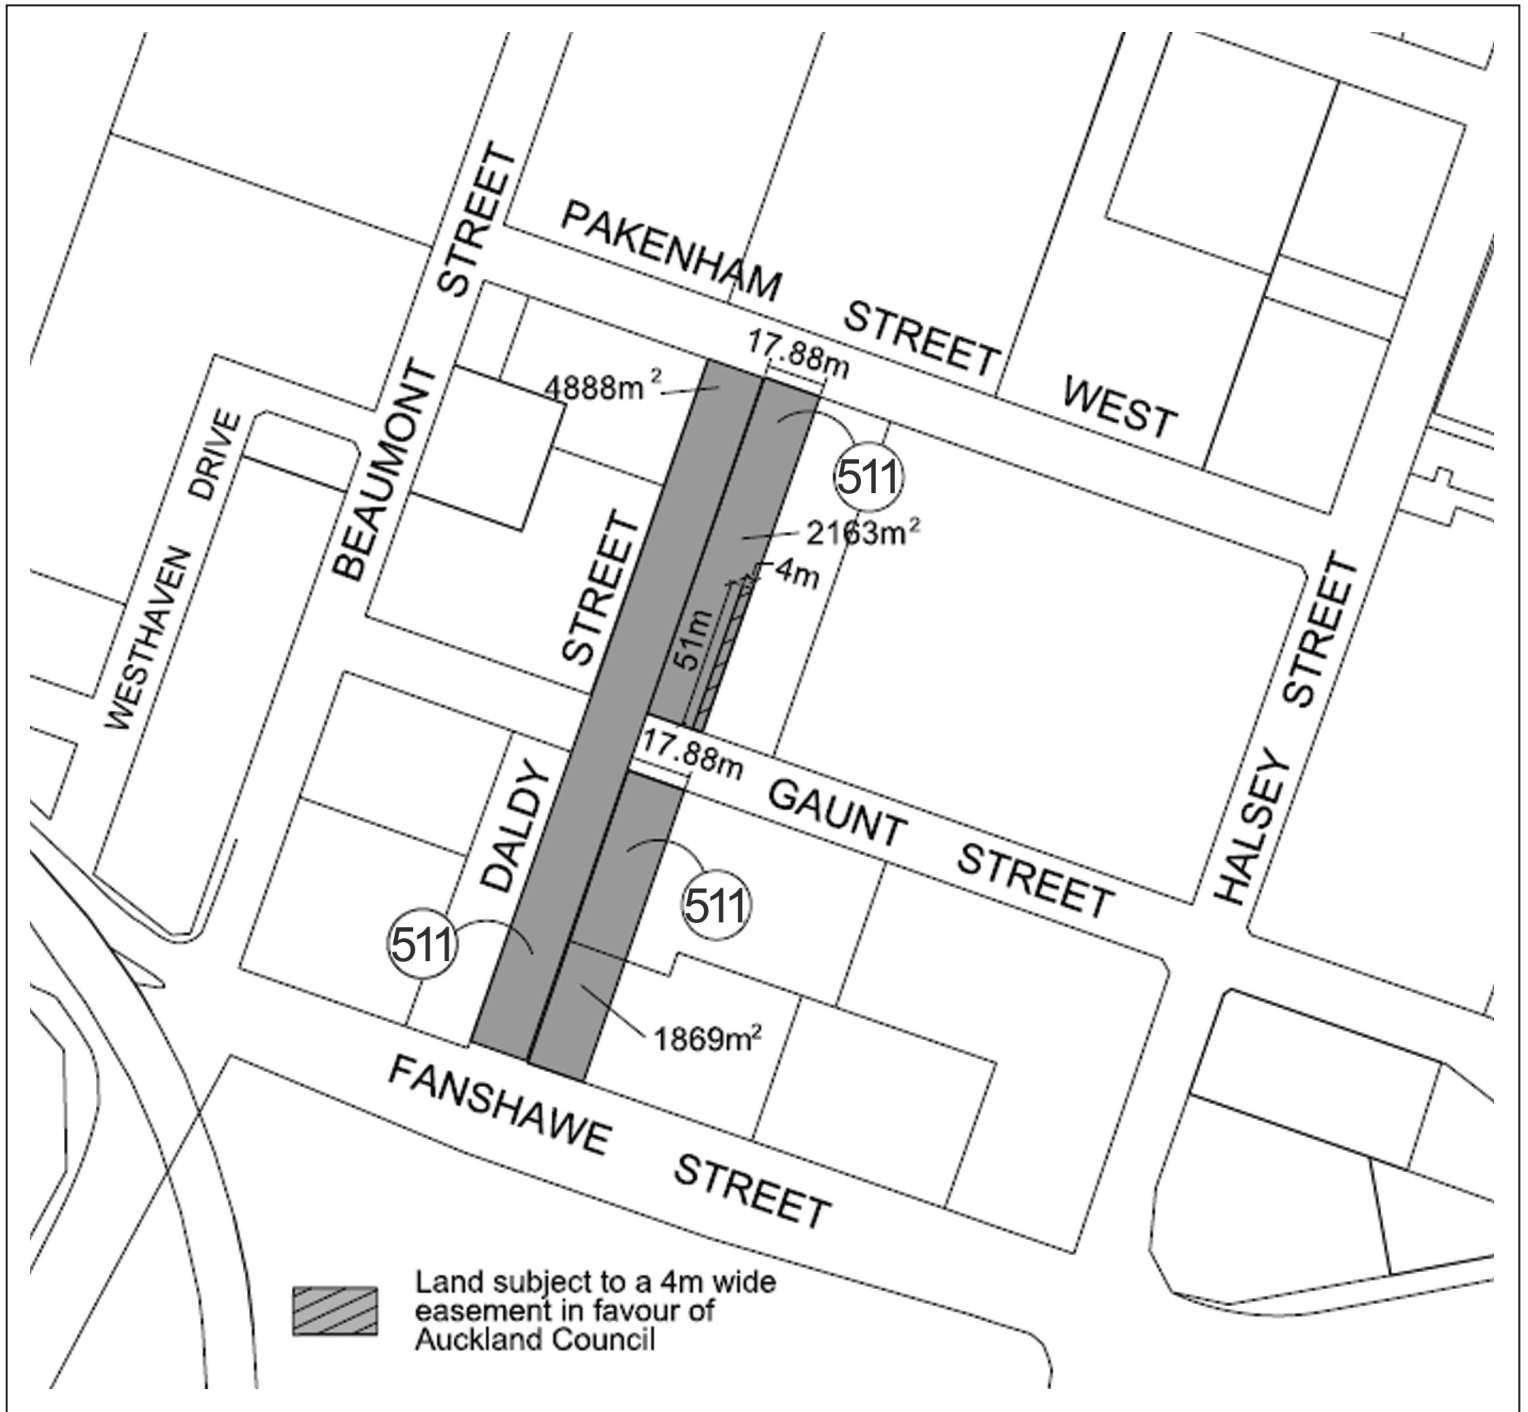 STREET
PAKENHAM
STREET
WEST
17.88m
4888m²
511
2163m²
4m
51m
DRIVE
WESTHAVEN
BEAUMONT
STREET
STREET
HALSEY
17.88m
GAUNT
STREET
DALDY
511
511
1869m²
FANSHAWE
STREET
Land subject to a 4m wide
easement in favour of
Auckland Council